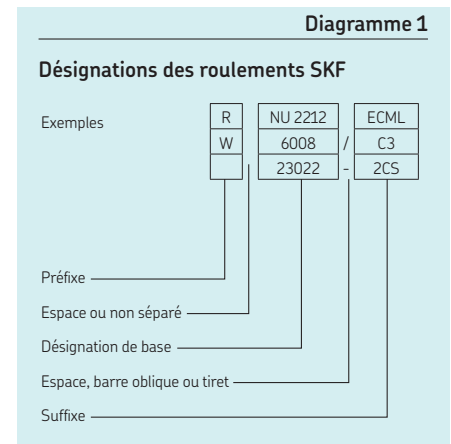 Diagramme 1
Désignations des roulements SKF
Exemples
R NU 2212 ECML
W 6008 / C3
23022 - 2CS
Préfixe
Espace ou non séparé
Désignation de base
Espace, barre oblique ou tiret
Suffixe